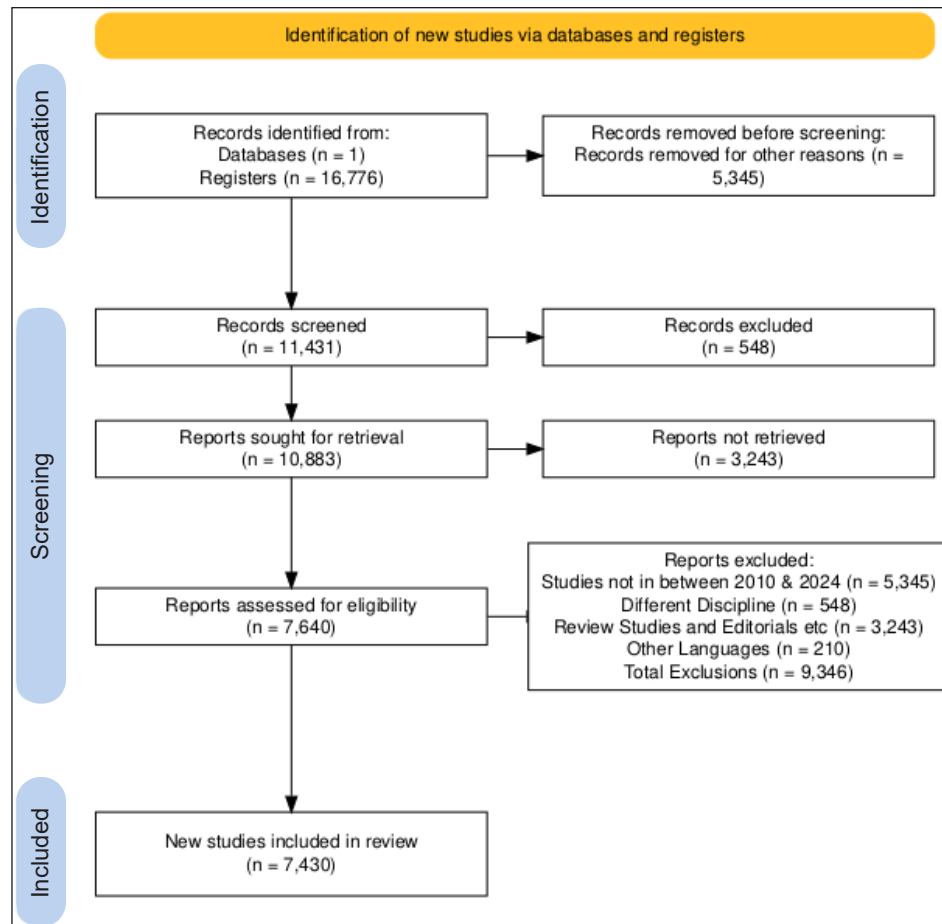 Identification of new studies via databases and registers
Identification
Records identified from:
Databases (n = 1)
Registers (n = 16,776)
Records removed before screening:
Records removed for other reasons (n =
5,345)
Screening
Records screened
(n = 11,431)
Records excluded
(n = 548)
Reports sought for retrieval
(n = 10,883)
Reports not retrieved
(n = 3,243)
Reports assessed for eligibility
(n = 7,640)
Reports excluded:
Studies not in between 2010 & 2024 (n = 5,345)
Different Discipline (n = 548)
Review Studies and Editorials etc (n = 3,243)
Other Languages (n = 210)
Total Exclusions (n = 9,346)
Included
New studies included in review
(n = 7,430)